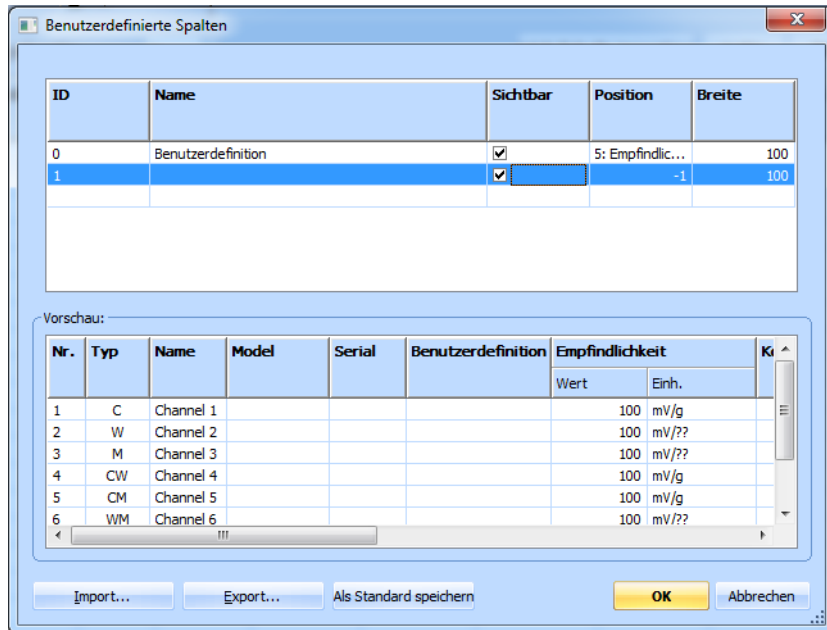 Benutzerdefinierte Spalten
ID Name Sichtbar Position Breite
0 Benutzerdefinition 5: Empfindlic... 100
1 -1 100
Vorschau:
Nr. Typ Name Model Serial Benutzerdefinition Empfindlichkeit
Wert Einh.
1 C Channel 1 100 mV/g
2 W Channel 2 100 mV/??
3 M Channel 3 100 mV/??
4 CW Channel 4 100 mV/g
5 CM Channel 5 100 mV/g
6 WM Channel 6 100 mV/??
Import... Export... Als Standard speichern OK Abbrechen